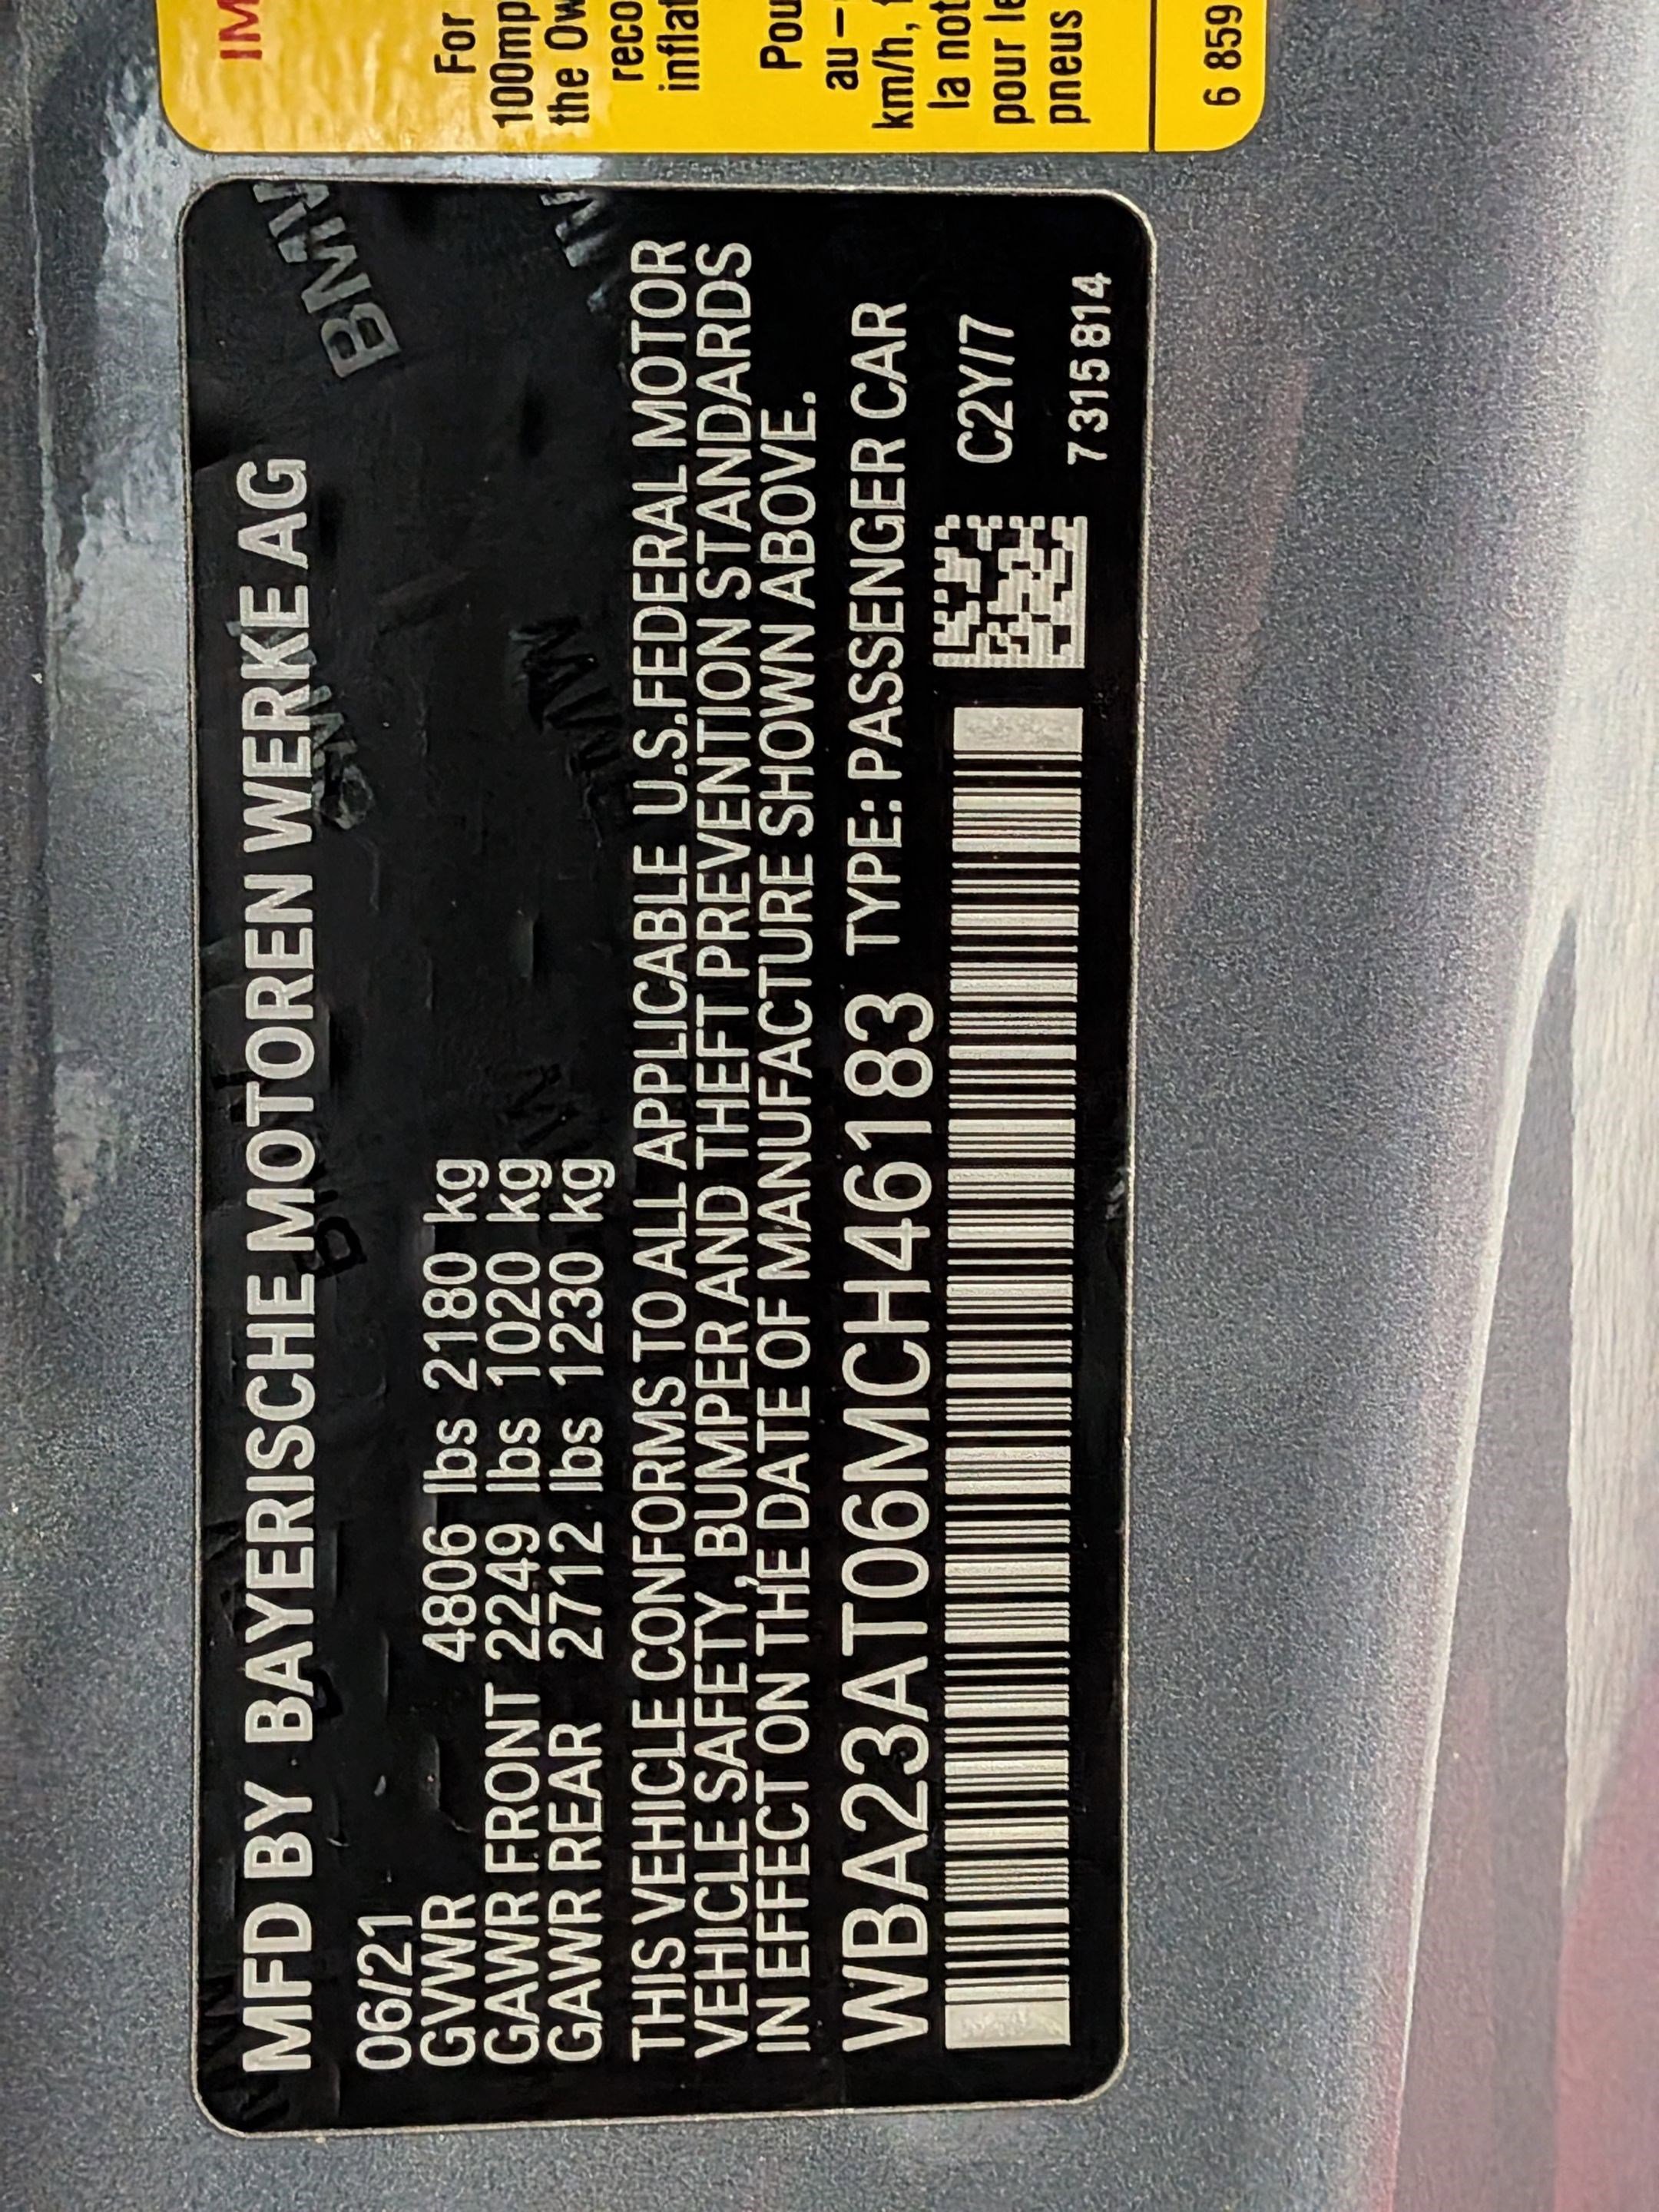 MFD BY BAYERISCHE MOTOREN WERKE AG
06/21
GVWR 4806 lbs 2180 kg
GAWR FRONT 2249 lbs 1020 kg
GAWR REAR 2712 lbs 1230 kg
THIS VEHICLE CONFORMS TO ALL APPLICABLE U.S.FEDERAL MOTOR
VEHICLE SAFETY, BUMPER AND THEFT PREVENTION STANDARDS
IN EFFECT ON THE DATE OF MANUFACTURE SHOWN ABOVE.
WBA23AT06MCH46183 TYPE: PASSENGER CAR
C2Y/7
7315814
BMW
IM
For
100mp
the Ow
reco
inflat
Pou
au –
km/h, f
la not
pour le
pneus
6 859